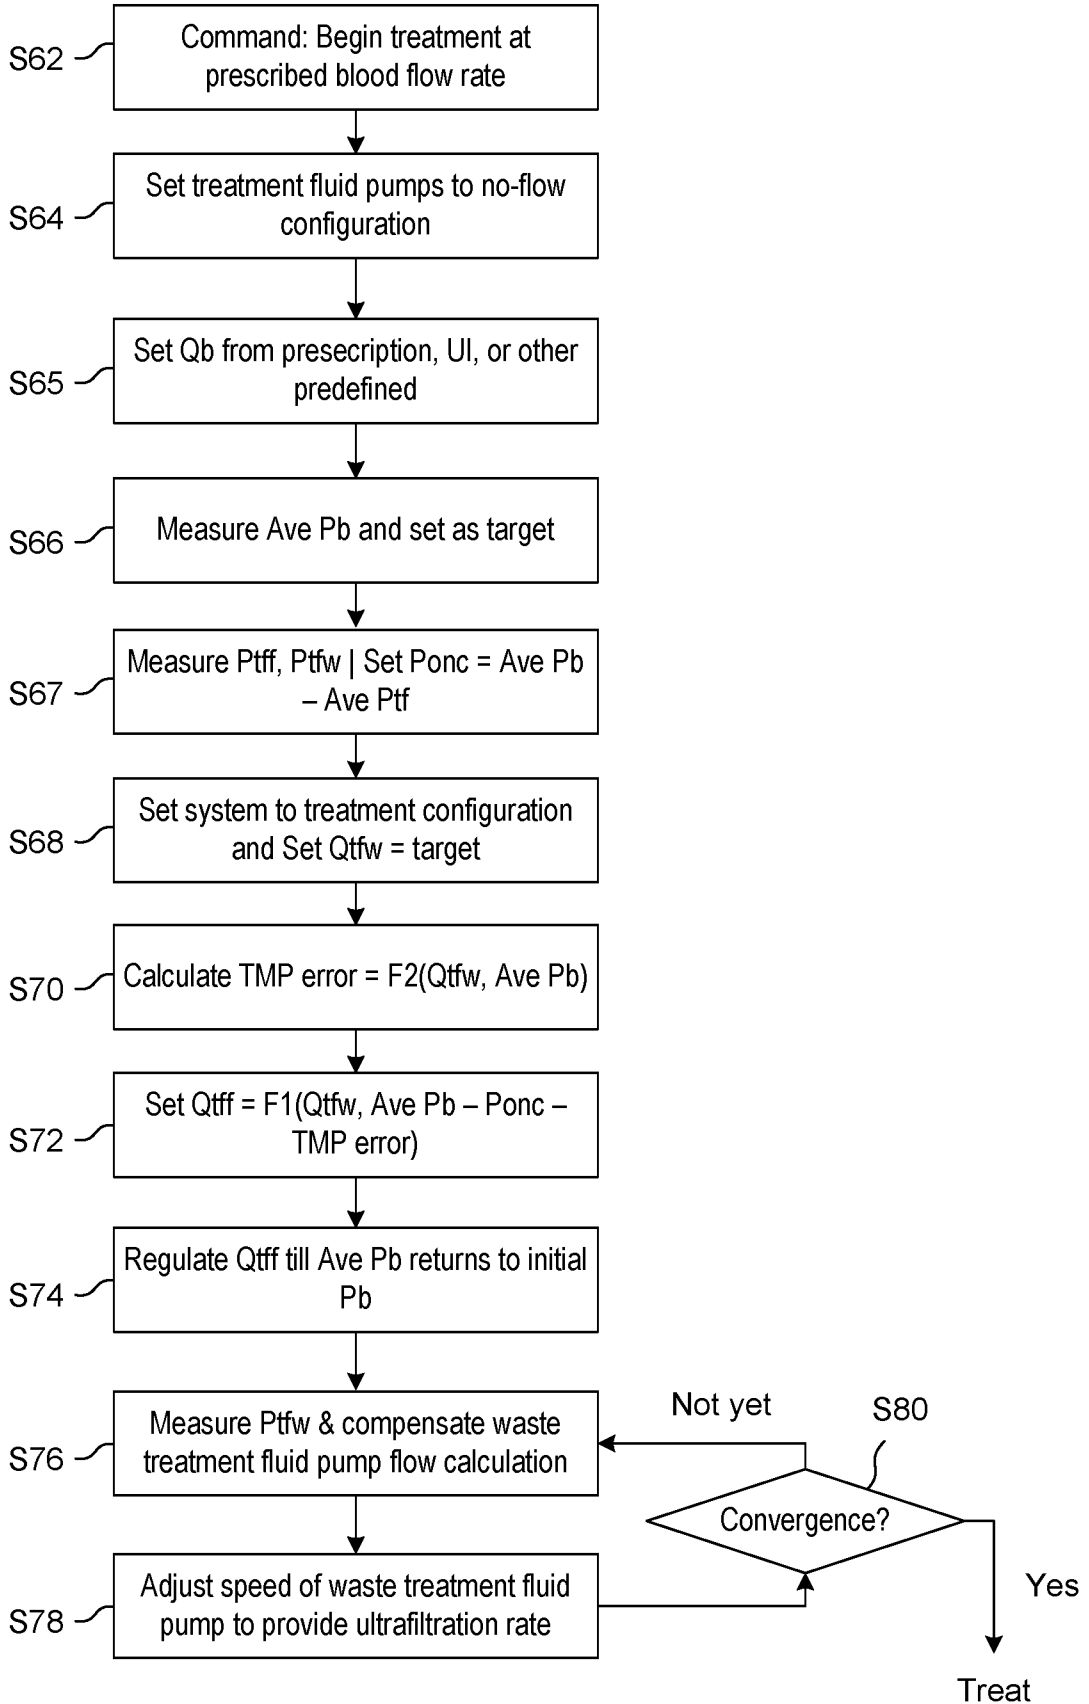 S62
Command: Begin treatment at
prescribed blood flow rate
S64
Set treatment fluid pumps to no-flow
configuration
S65
Set Qb from presecription, UI, or other
predefined
S66
Measure Ave Pb and set as target
S67
Measure Ptff, Ptfw | Set Ponc = Ave Pb
– Ave Ptf
S68
Set system to treatment configuration
and Set Qtfw = target
S70
Calculate TMP error = F2(Qtfw, Ave Pb)
S72
Set Qtff = F1(Qtfw, Ave Pb – Ponc –
TMP error)
S74
Regulate Qtff till Ave Pb returns to initial
Pb
S76
Measure Ptfw & compensate waste
treatment fluid pump flow calculation
S78
Adjust speed of waste treatment fluid
pump to provide ultrafiltration rate
Not yet
S80
Convergence?
Yes
Treat